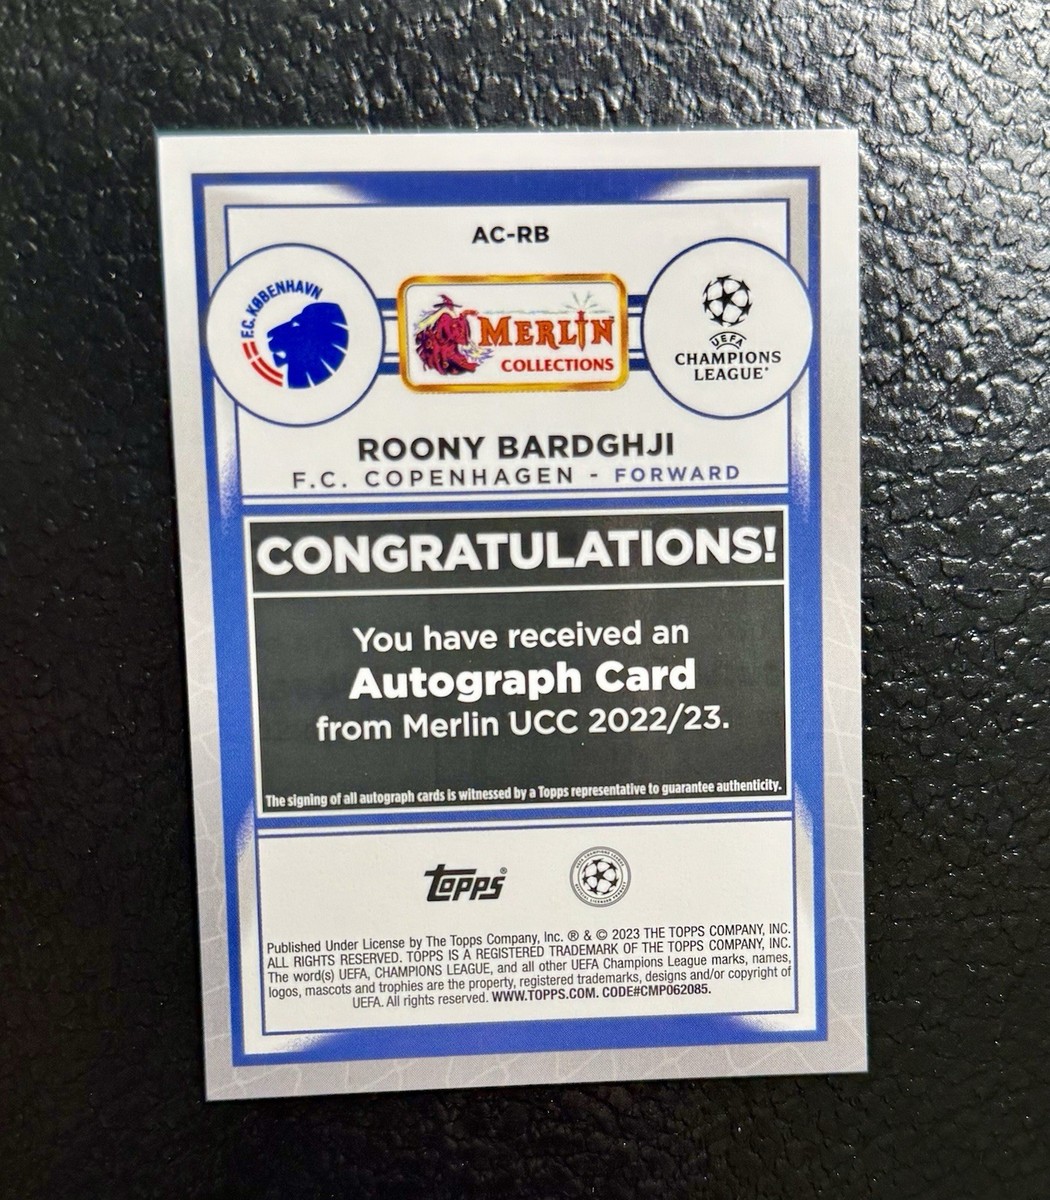 AC-RB
F.C. KØBENHAVN
MERLIN
COLLECTIONS
UEFA
CHAMPIONS
LEAGUE®
ROONY BARDGHJI
F.C. COPENHAGEN - FORWARD
CONGRATULATIONS!
You have received an
Autograph Card
from Merlin UCC 2022/23.
The signing of all autograph cards is witnessed by a Topps representative to guarantee authenticity.
topps®
Published Under License by The Topps Company, Inc. ® & © 2023 THE TOPPS COMPANY, INC.
ALL RIGHTS RESERVED. TOPPS IS A REGISTERED TRADEMARK OF THE TOPPS COMPANY, INC.
The word(s) UEFA, CHAMPIONS LEAGUE, and all other UEFA Champions League marks, names,
logos, mascots and trophies are the property, registered trademarks, designs and/or copyright of
UEFA. All rights reserved. WWW.TOPPS.COM. CODE#CMP062085.